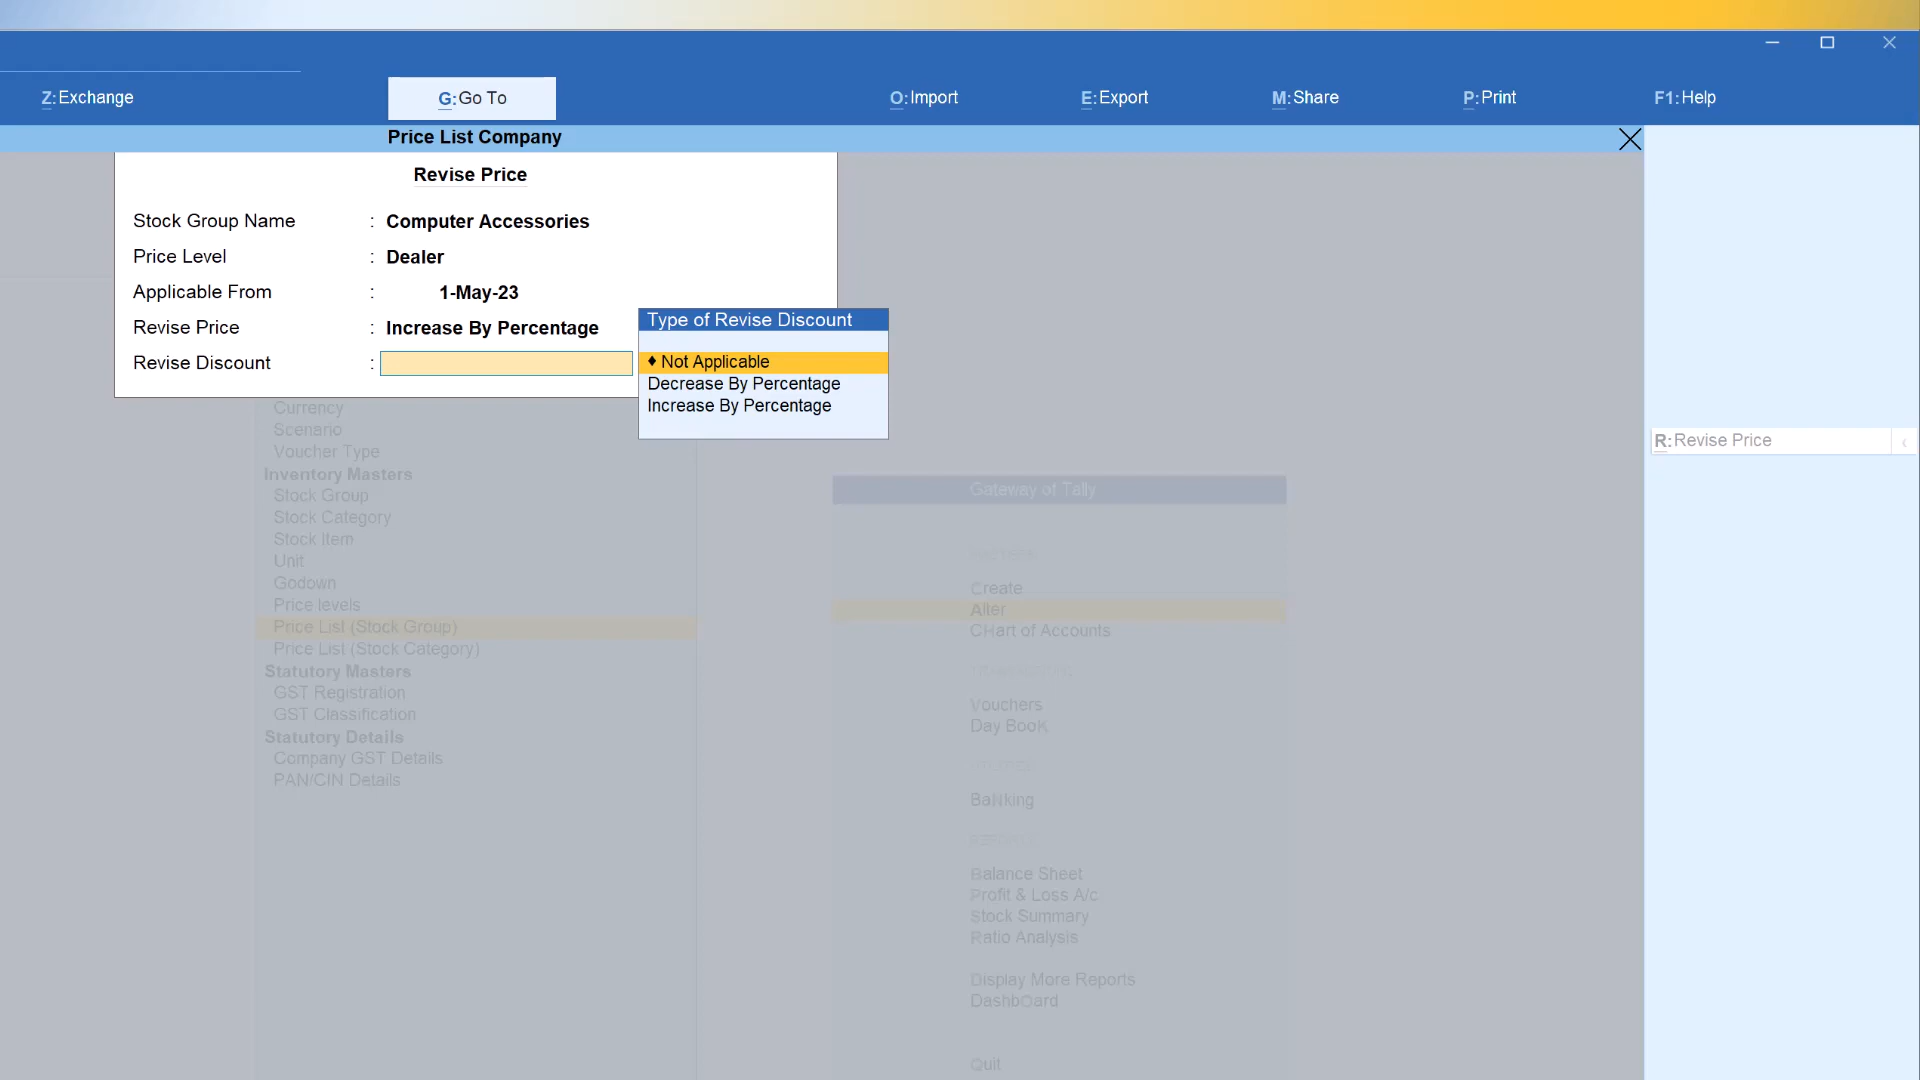 Z:Exchange
G:Go To
O:Import
E:Export
M:Share
P:Print
F1:Help
Price List Company
Revise Price
Stock Group Name : Computer Accessories
Price Level : Dealer
Applicable From : 1-May-23
Revise Price : Increase By Percentage
Revise Discount :
Type of Revise Discount
♦ Not Applicable
Decrease By Percentage
Increase By Percentage
R:Revise Price
Currency
Scenario
Voucher Type
Inventory Masters
Stock Group
Stock Category
Stock Item
Unit
Godown
Price levels
Price List (Stock Group)
Price List (Stock Category)
Statutory Masters
GST Registration
GST Classification
Statutory Details
Company GST Details
PAN/CIN Details
Gateway of Tally
Create
Alter
CHart of Accounts
Vouchers
Day BooK
BaNking
Balance Sheet
Profit & Loss A/c
Stock Summary
Ratio Analysis
Display More Reports
DashbOard
Quit